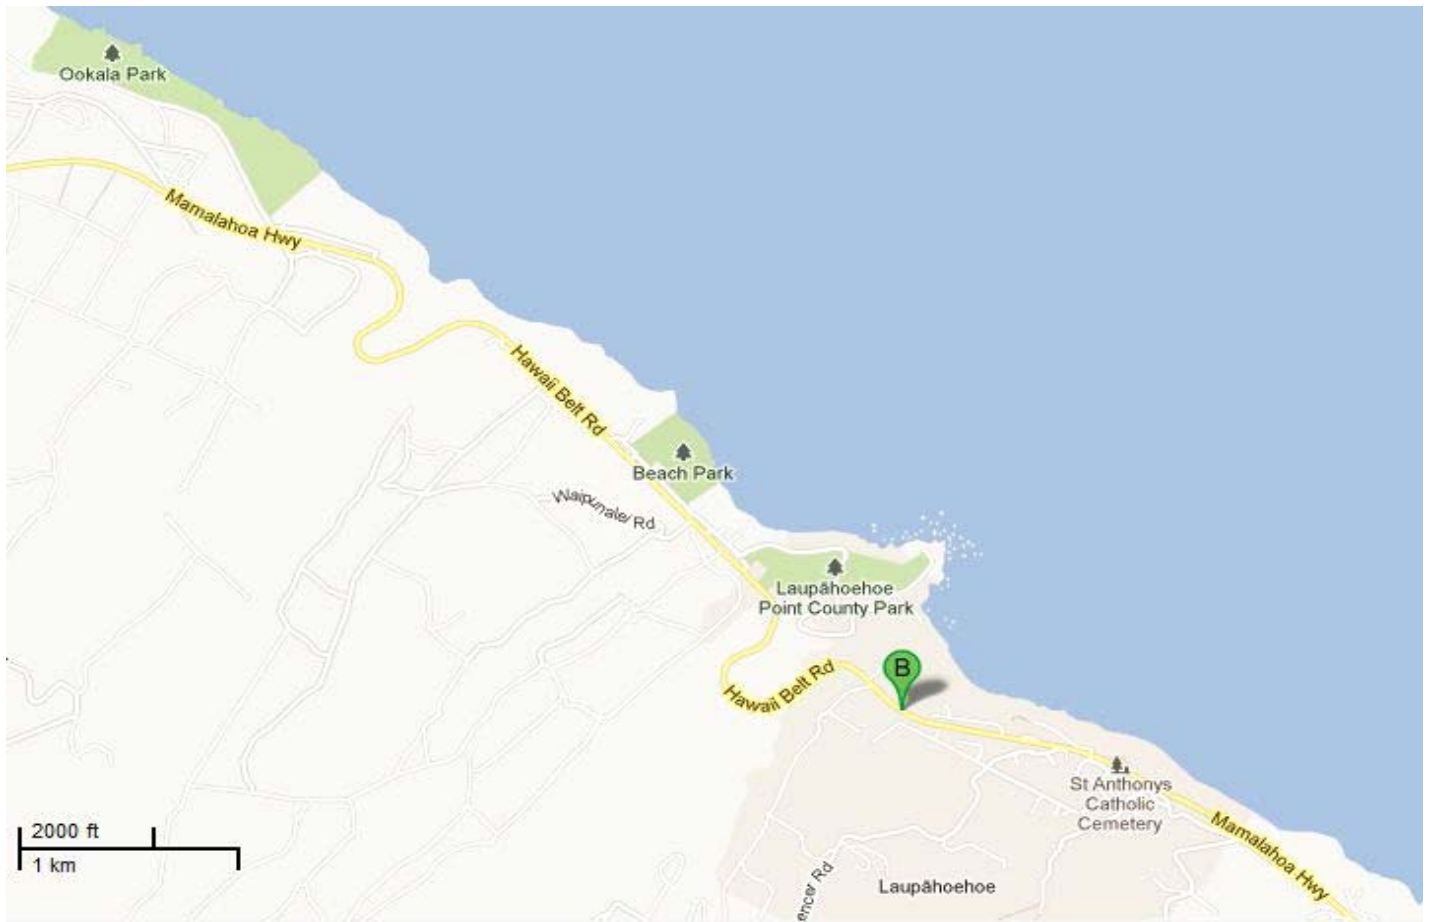 Ookala Park
Mamalahoa Hwy
Hawaii Belt Rd
Beach Park
Waipunalei Rd
Laupāhoehoe
Point County Park
Hawaii Belt Rd
B
St Anthonys
Catholic
Cemetery
2000 ft
1 km
Mamalahoa Hwy
Rd
Laupāhoehoe